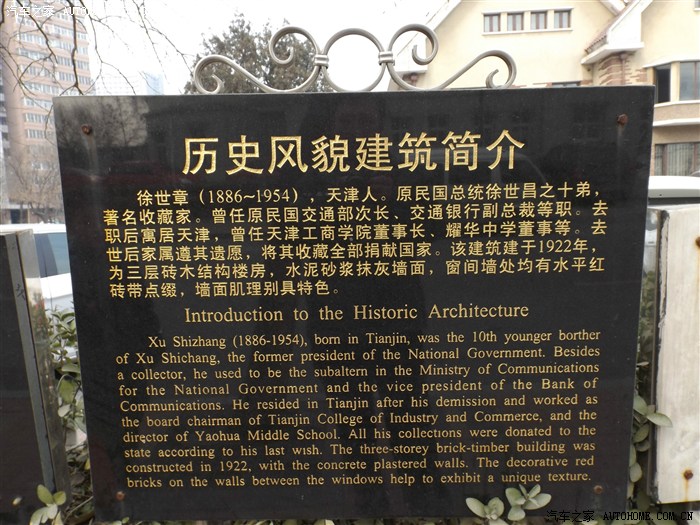 汽车之家 AUTOHOME.COM.CN
历史风貌建筑简介
徐世章（1886~1954），天津人。原民国总统徐世昌之十弟，
著名收藏家。曾任原民国交通部次长、交通银行副总裁等职。去
职后寓居天津，曾任天津工商学院董事长、耀华中学董事等。去
世后家属遵其遗愿，将其收藏全部捐献国家。该建筑建于1922年，
为三层砖木结构楼房，水泥砂浆抹灰墙面，窗间墙处均有水平红
砖带点缀，墙面肌理别具特色。
Introduction to the Historic Architecture
Xu Shizhang (1886-1954), born in Tianjin, was the 10th younger borther
of Xu Shichang, the former president of the National Government. Besides
a collector, he used to be the subaltern in the Ministry of Communications
for the National Government and the vice president of the Bank of
Communications. He resided in Tianjin after his demission and worked as
the board chairman of Tianjin College of Industry and Commerce, and the
director of Yaohua Middle School. All his collections were donated to the
state according to his last wish. The three-storey brick-timber building was
constructed in 1922, with the concrete plastered walls. The decorative red
bricks on the walls between the windows help to exhibit a unique texture.
汽车之家 AUTOHOME.COM.CN